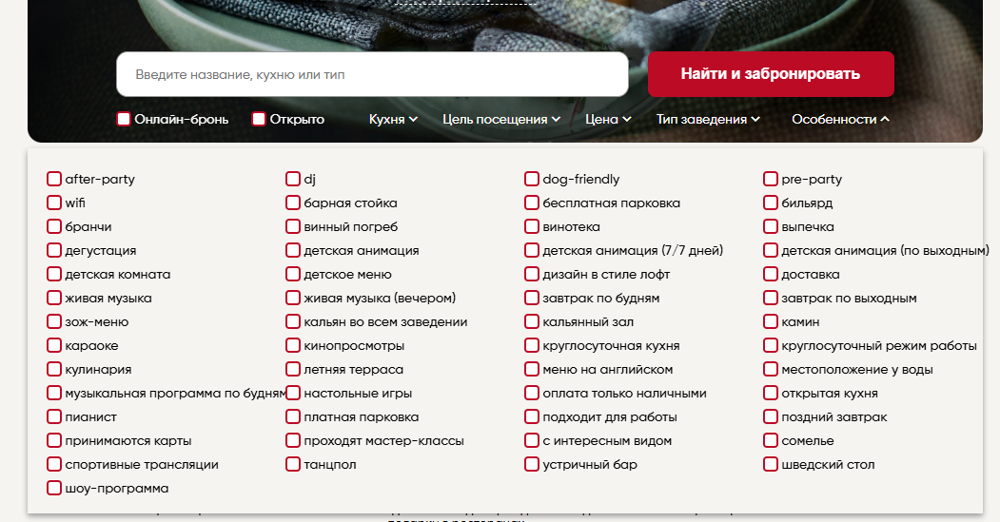 Введите название, кухню или тип
Найти и забронировать
Онлайн-бронь Открыто Кухня Цель посещения Цена Тип заведения Особенности
after-party dj dog-friendly pre-party
wifi барная стойка бесплатная парковка бильярд
бранчи винный погреб винотека выпечка
дегустация детская анимация детская анимация (7/7 дней) детская анимация (по выходным)
детская комната детское меню дизайн в стиле лофт доставка
живая музыка живая музыка (вечером) завтрак по будням завтрак по выходным
зож-меню кальян во всем заведении кальянный зал камин
караоке кинопросмотры круглосуточная кухня круглосуточный режим работы
кулинария летняя терраса меню на английском местоположение у воды
музыкальная программа по будням настольные игры оплата только наличными открытая кухня
пианист платная парковка подходит для работы поздний завтрак
принимаются карты проходят мастер-классы с интересным видом сомелье
спортивные трансляции танцпол устричный бар шведский стол
шоу-программа